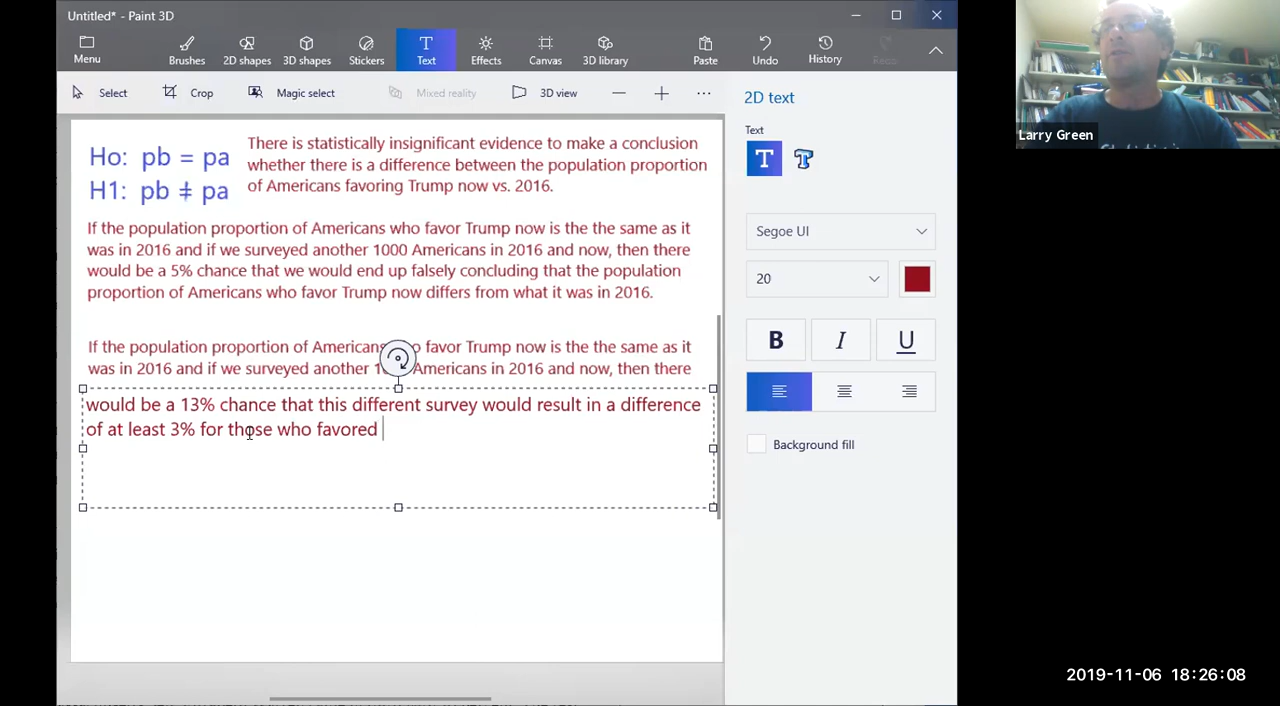 Untitled* - Paint 3D
Menu
Brushes
2D shapes
3D shapes
Stickers
Text
Effects
Canvas
3D library
Paste
Undo
History
Redo
Select
Crop
Magic select
Mixed reality
3D view
2D text
Text
Segoe UI
20
B I U
Background fill
Ho: pb = pa
H1: pb ≠ pa
There is statistically insignificant evidence to make a conclusion
whether there is a difference between the population proportion
of Americans favoring Trump now vs. 2016.
If the population proportion of Americans who favor Trump now is the the same as it
was in 2016 and if we surveyed another 1000 Americans in 2016 and now, then there
would be a 5% chance that we would end up falsely concluding that the population
proportion of Americans who favor Trump now differs from what it was in 2016.
If the population proportion of Americans favor Trump now is the the same as it
was in 2016 and if we surveyed another Americans in 2016 and now, then there
would be a 13% chance that this different survey would result in a difference
of at least 3% for those who favored
Larry Green
2019-11-06 18:26:08